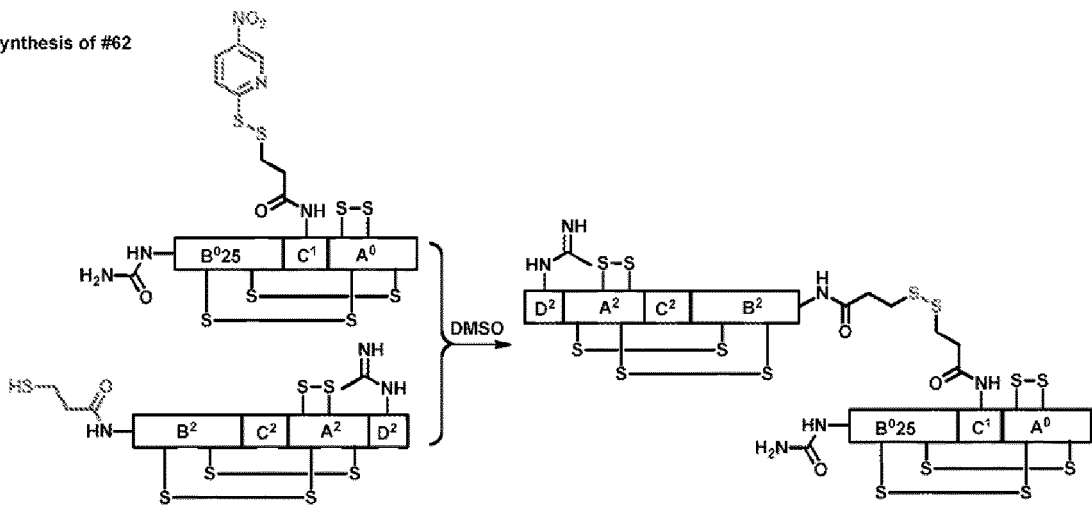 ynthesis of #62
NO₂
N
S
S
O
NH
S-S
HN
H₂N
O
B⁰25
C¹
A⁰
S
S
S
S
DMSO
HS
O
HN
S-S
NH
HN
B²
C²
A²
D²
S
S
S
S
NH
HN
S-S
D²
A²
C²
B²
H
N
O
S
S
S
S
S
S
O
NH
S-S
HN
H₂N
O
B⁰25
C¹
A⁰
S
S
S
S